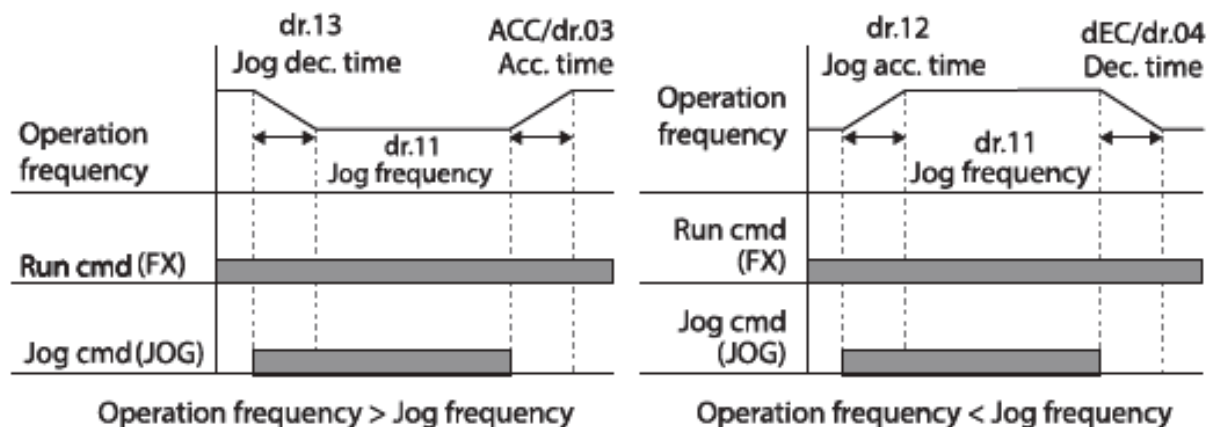 dr.13
Jog dec. time
ACC/dr.03
Acc. time
Operation
frequency
dr.11
Jog frequency
Run cmd (FX)
Jog cmd (JOG)
Operation frequency > Jog frequency
dr.12
Jog acc. time
dEC/dr.04
Dec. time
Operation
frequency
dr.11
Jog frequency
Run cmd
(FX)
Jog cmd
(JOG)
Operation frequency < Jog frequency